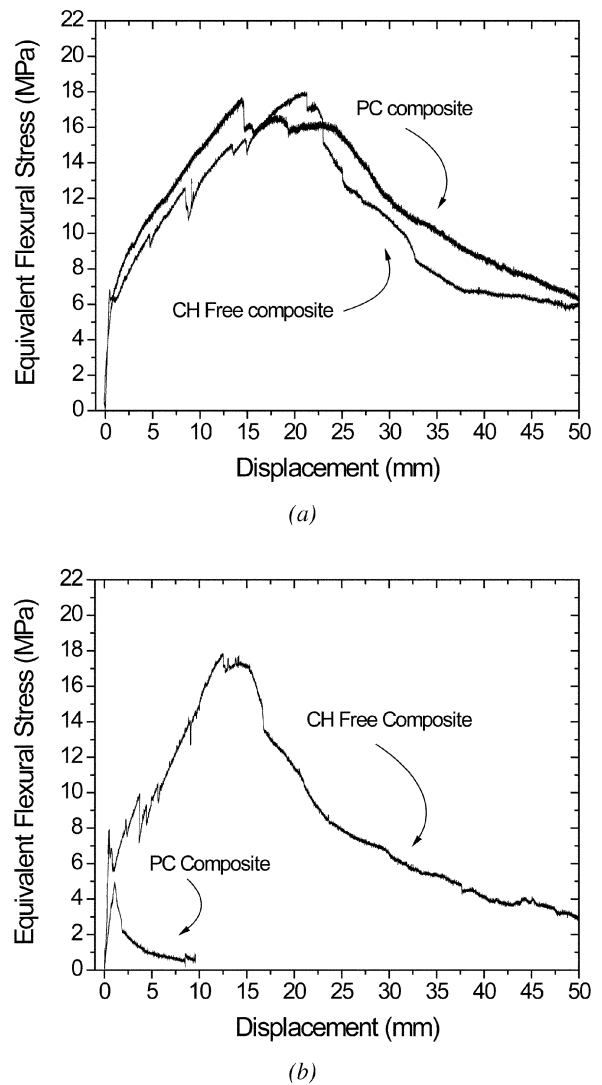 22
20
18
16
14
12
10
8
6
4
2
0
Equivalent Flexural Stress (MPa)
PC composite
CH Free composite
0 5 10 15 20 25 30 35 40 45 50
Displacement (mm)
(a)
22
20
18
16
14
12
10
8
6
4
2
0
Equivalent Flexural Stress (MPa)
CH Free Composite
PC Composite
0 5 10 15 20 25 30 35 40 45 50
Displacement (mm)
(b)